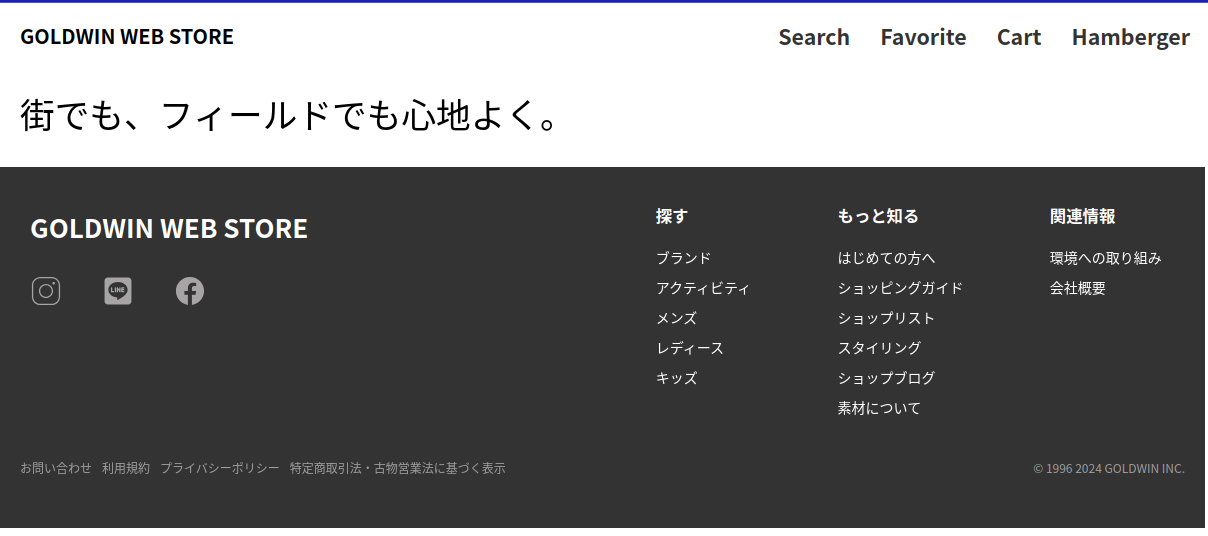 GOLDWIN WEB STORE
Search Favorite Cart Hamberger
街でも、フィールドでも心地よく。
GOLDWIN WEB STORE
LINE
探す
ブランド
アクティビティ
メンズ
レディース
キッズ
もっと知る
はじめての方へ
ショッピングガイド
ショップリスト
スタイリング
ショップブログ
素材について
関連情報
環境への取り組み
会社概要
お問い合わせ 利用規約 プライバシーポリシー 特定商取引法・古物営業法に基づく表示
© 1996 2024 GOLDWIN INC.